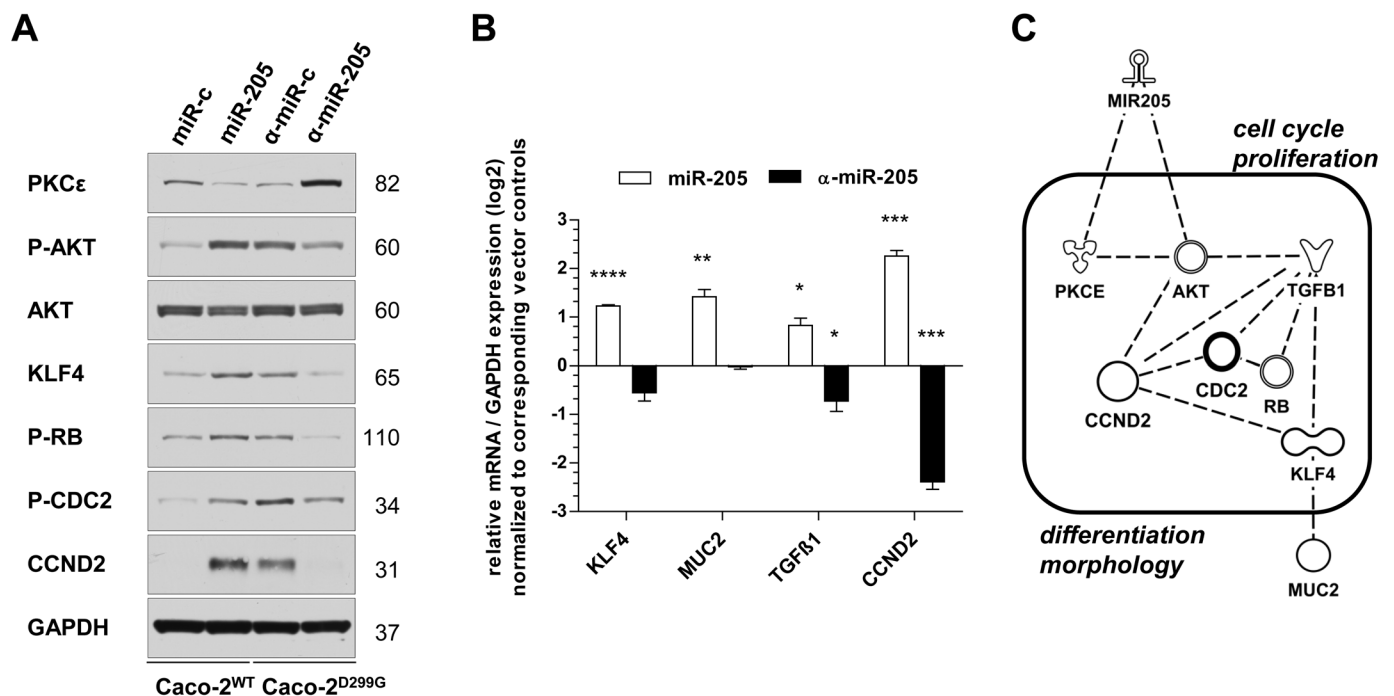 A
miR-c
miR-205
α-miR-c
α-miR-205
PKCε 82
P-AKT 60
AKT 60
KLF4 65
P-RB 110
P-CDC2 34
CCND2 31
GAPDH 37
Caco-2WT Caco-2D299G
B
miR-205 α-miR-205
relative mRNA / GAPDH expression (log2)
normalized to corresponding vector controls
3
2
1
0
-1
-2
-3
****
**
*
*
***
***
KLF4
MUC2
TGFß1
CCND2
C
MIR205
cell cycle
proliferation
PKCE
AKT
TGFB1
CDC2
RB
CCND2
KLF4
differentiation
morphology
MUC2